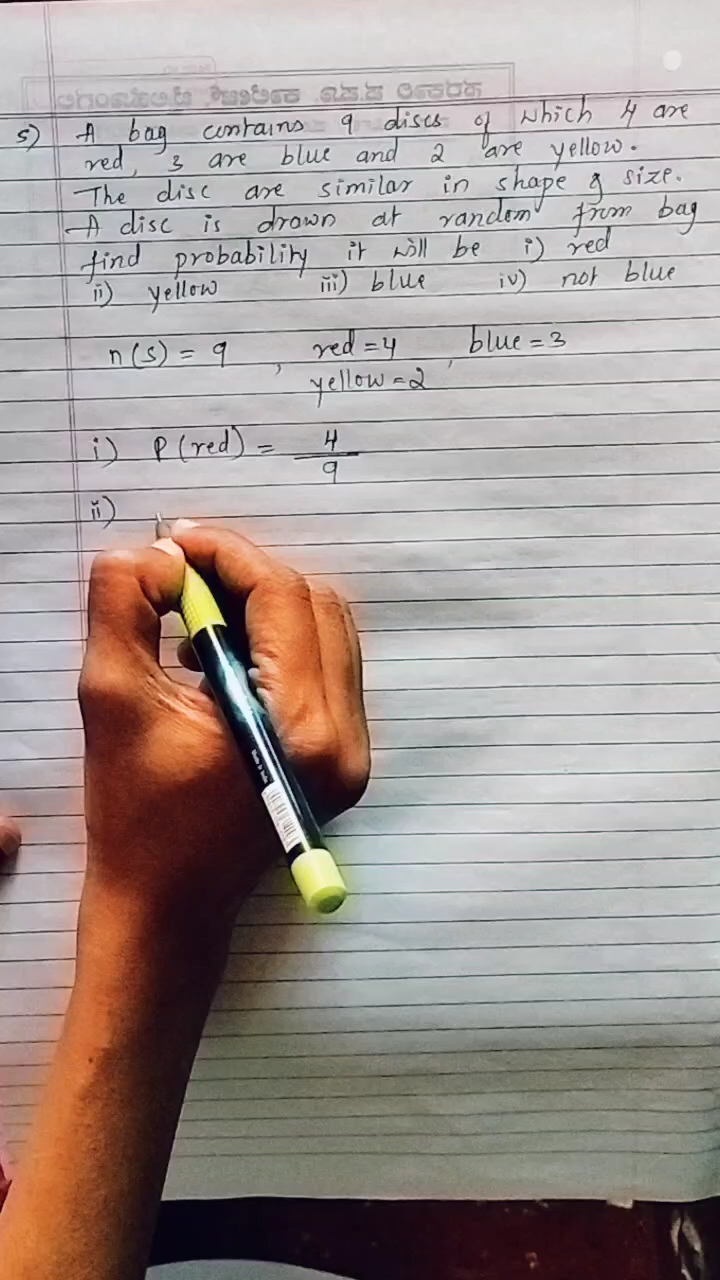 5) A bag contains 9 discs of which 4 are
red, 3 are blue and 2 are yellow.
The disc are similar in shape & size.
A disc is drawn at random from bag
find probability it will be i) red
ii) yellow iii) blue iv) not blue
n(s) = 9 , red = 4 , blue = 3
yellow = 2
i) P(red) = 4/9
ii)